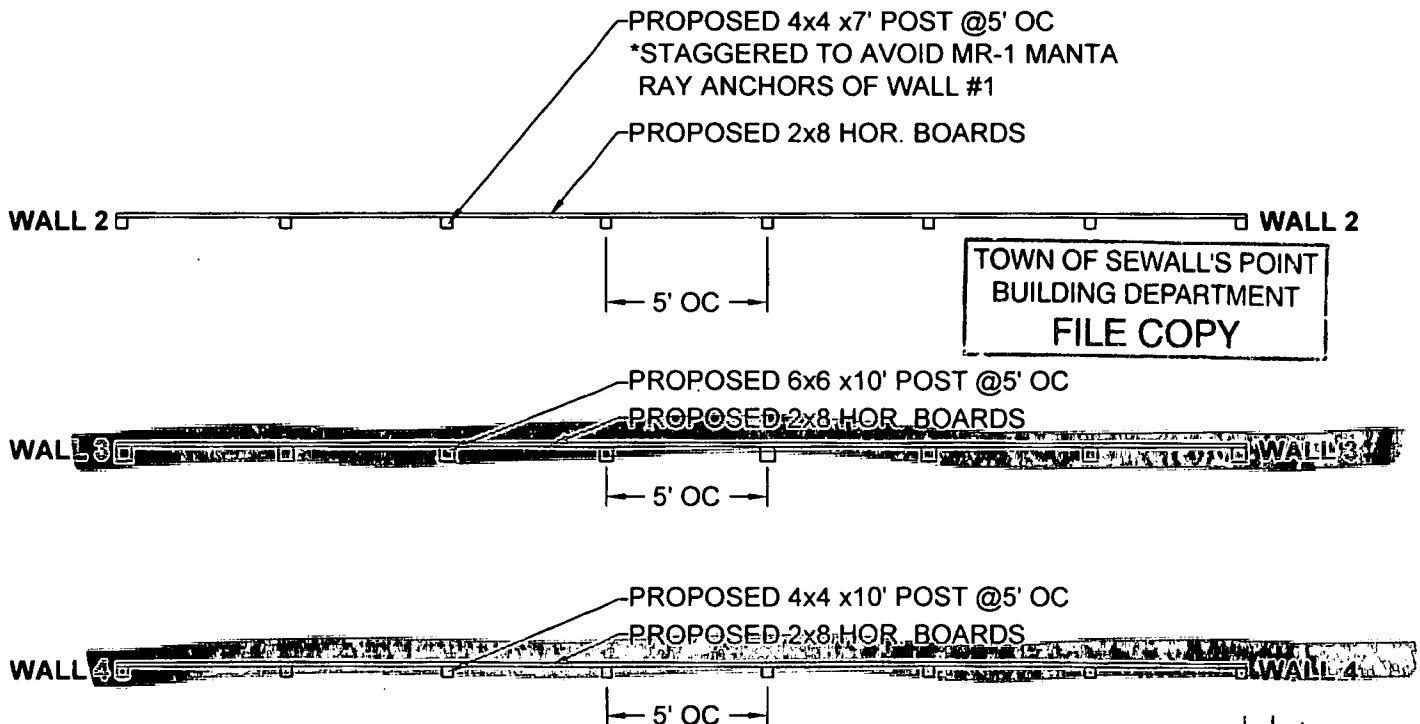 PROPOSED 4x4 x7' POST @5' OC
*STAGGERED TO AVOID MR-1 MANTA
RAY ANCHORS OF WALL #1
PROPOSED 2x8 HOR. BOARDS
WALL 2
WALL 2
5' OC
TOWN OF SEWALL'S POINT
BUILDING DEPARTMENT
FILE COPY
PROPOSED 6x6 x10' POST @5' OC
PROPOSED 2x8 HOR. BOARDS
WALL 3
WALL 3
5' OC
PROPOSED 4x4 x10' POST @5' OC
PROPOSED 2x8 HOR. BOARDS
WALL 4
WALL 4
5' OC